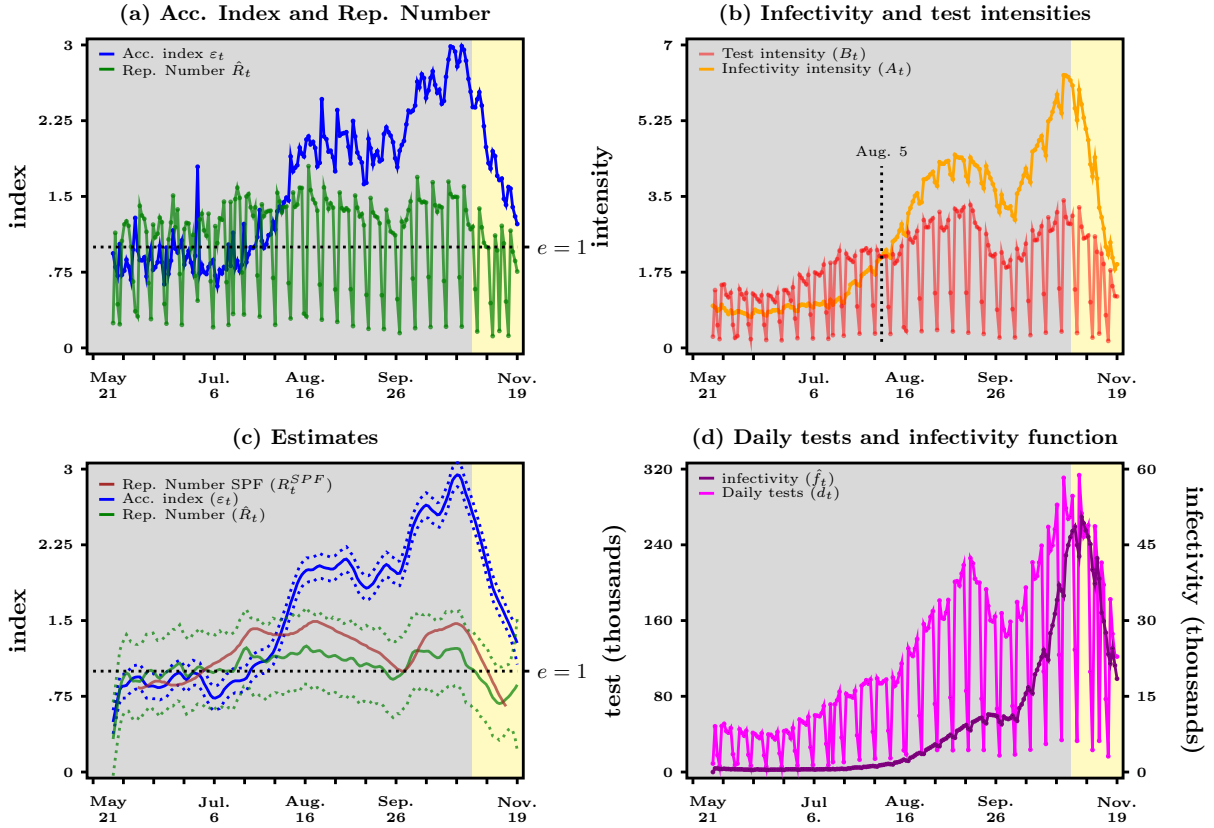 (a) Acc. Index and Rep. Number
3
2.25
1.5
.75
0
index
Acc. index εt
Rep. Number R̂t
e = 1
May 21
Jul. 6
Aug. 16
Sep. 26
Nov. 19
(b) Infectivity and test intensities
7
5.25
3.5
1.75
0
intensity
Test intensity (Bt)
Infectivity intensity (At)
Aug. 5
May 21
Jul. 6
Aug. 16
Sep. 26
Nov. 19
(c) Estimates
3
2.25
1.5
.75
0
index
Rep. Number SPF (RtSPF)
Acc. index (εt)
Rep. Number (R̂t)
e = 1
May 21
Jul. 6
Aug. 16
Sep. 26
Nov. 19
(d) Daily tests and infectivity function
320
240
160
80
0
test (thousands)
infectivity (f̂t)
Daily tests (dt)
60
45
30
15
0
infectivity (thousands)
May 21
Jul 6
Aug. 16
Sep. 26
Nov. 19